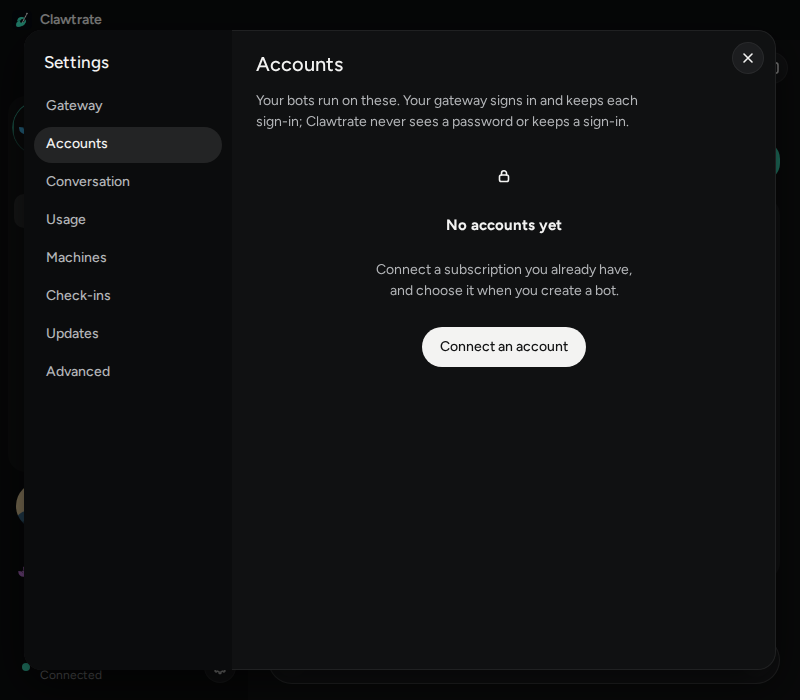 Clawtrate
Settings
Gateway
Accounts
Conversation
Usage
Machines
Check-ins
Updates
Advanced
Accounts
Your bots run on these. Your gateway signs in and keeps each
sign-in; Clawtrate never sees a password or keeps a sign-in.
No accounts yet
Connect a subscription you already have,
and choose it when you create a bot.
Connect an account
Connected